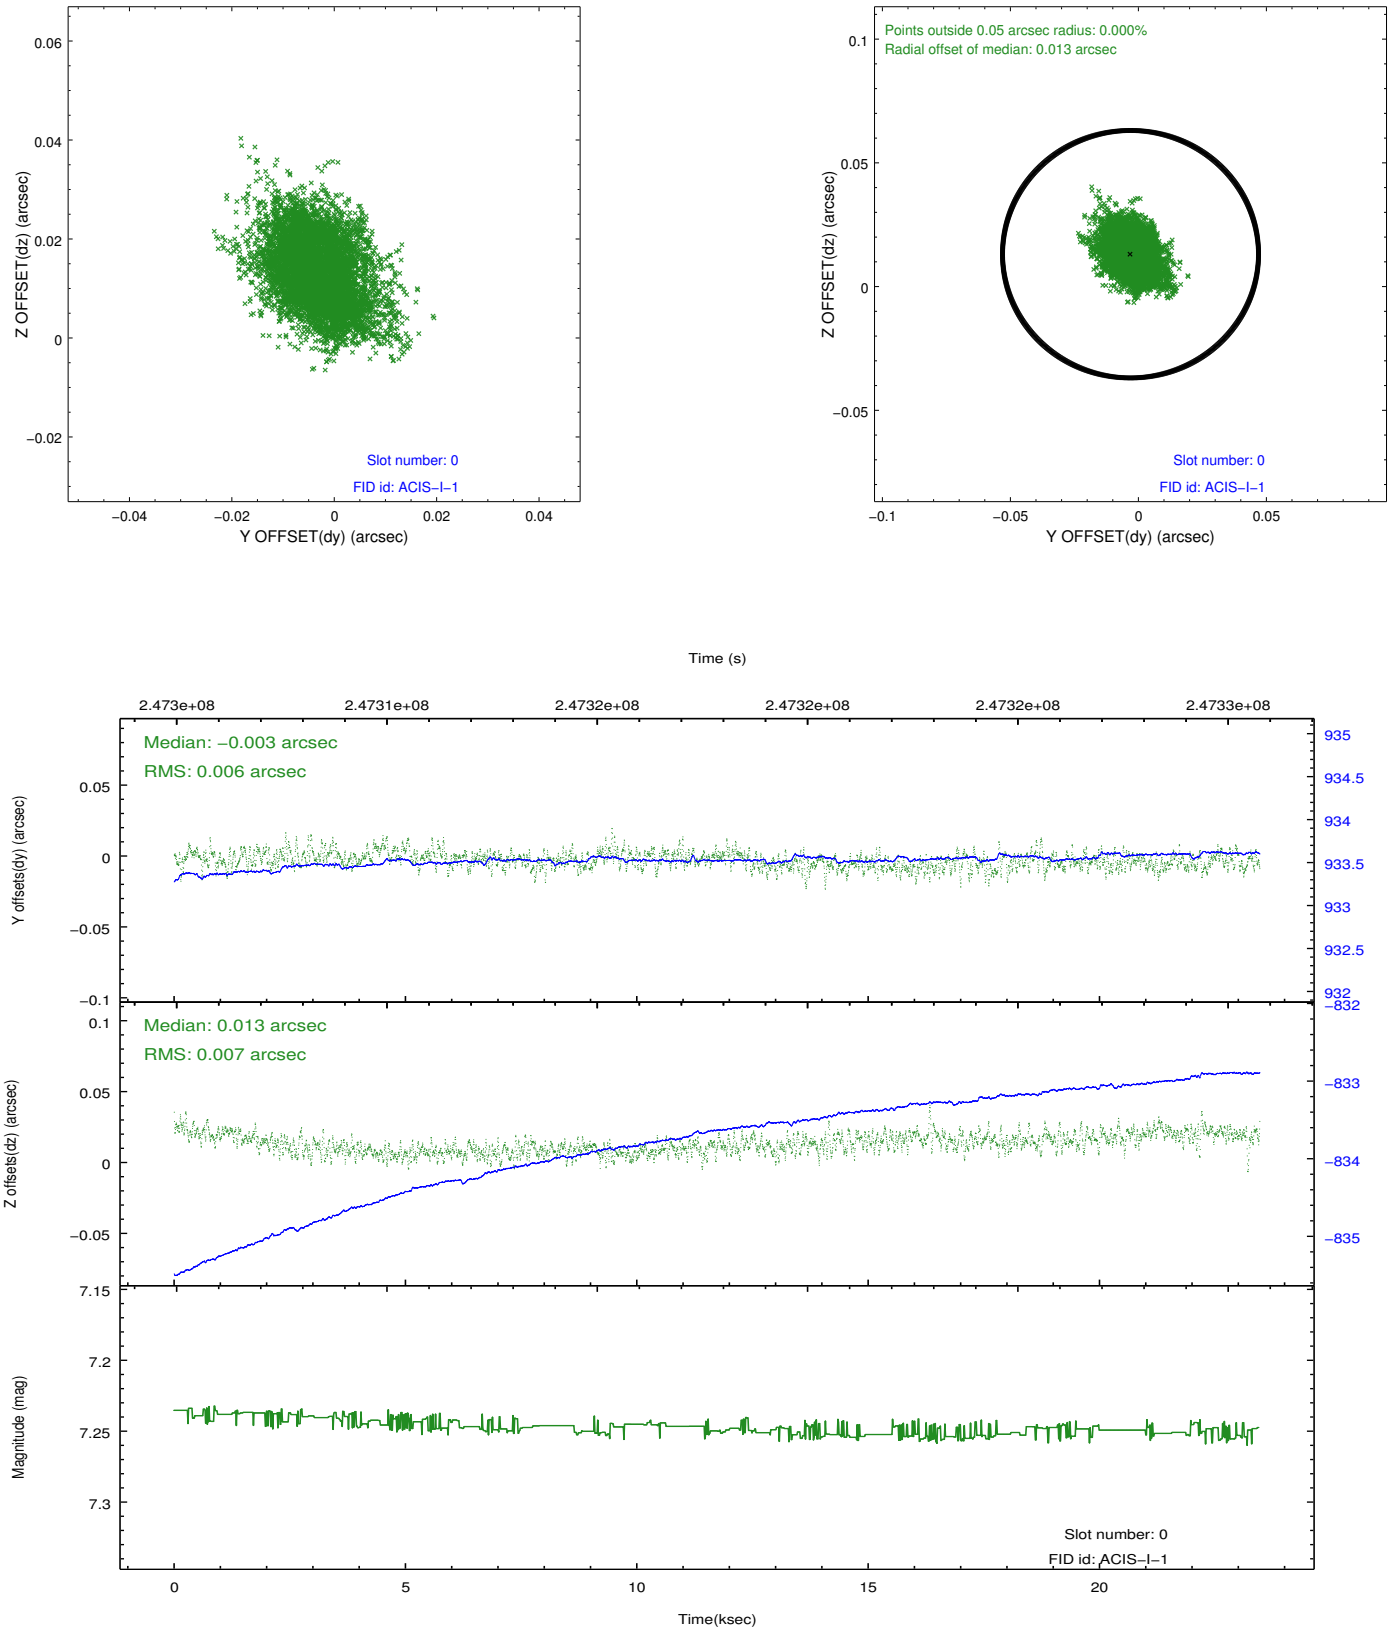 0.06
0.04
0.02
0
−0.02
Z OFFSET(dz) (arcsec)
Slot number: 0
FID id: ACIS−I−1
−0.04 −0.02 0 0.02 0.04
Y OFFSET(dy) (arcsec)
Points outside 0.05 arcsec radius: 0.000%
Radial offset of median: 0.013 arcsec
0.1
0.05
0
−0.05
Z OFFSET(dz) (arcsec)
Slot number: 0
FID id: ACIS−I−1
−0.1 −0.05 0 0.05
Y OFFSET(dy) (arcsec)
Time (s)
2.473e+08 2.4731e+08 2.4732e+08 2.4732e+08 2.4732e+08 2.4733e+08
Median: −0.003 arcsec
RMS: 0.006 arcsec
0.05
0
−0.05
−0.1
Y offsets(dy) (arcsec)
935
934.5
934
933.5
933
932.5
932
Median: 0.013 arcsec
RMS: 0.007 arcsec
0.1
0.05
0
−0.05
Z offsets(dz) (arcsec)
−832
−833
−834
−835
7.15
7.2
7.25
7.3
Magnitude (mag)
Slot number: 0
FID id: ACIS−I−1
0 5 10 15 20
Time(ksec)